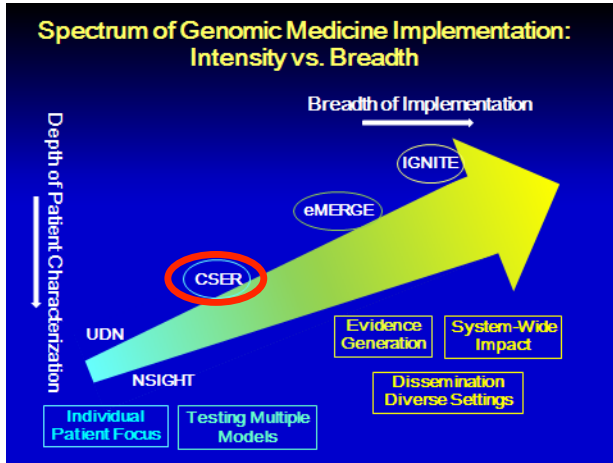 Spectrum of Genomic Medicine Implementation:
Intensity vs. Breadth
Breadth of Implementation
Depth of Patient Characterization
IGNITE
eMERGE
CSER
UDN
NSIGHT
Evidence
Generation
System-Wide
Impact
Dissemination
Diverse Settings
Individual
Patient Focus
Testing Multiple
Models